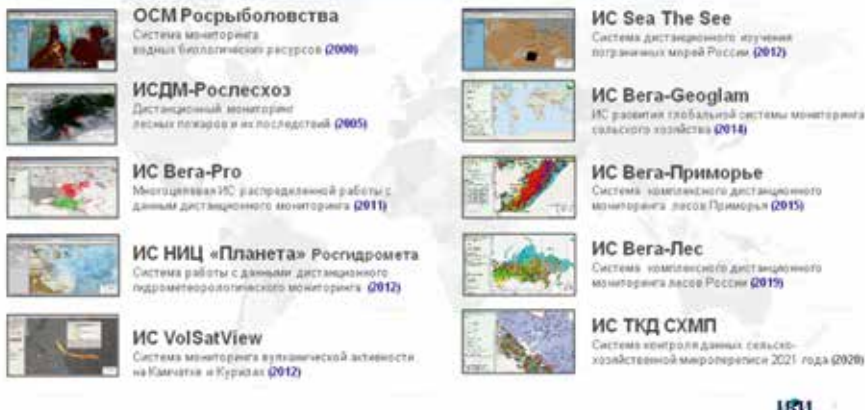 ОСМ Росрыболовства
Система мониторинга
водных биологических ресурсов (2000)
ИСДМ-Рослесхоз
Дистанционный мониторинг
лесных пожаров и их последствий (2005)
ИС Вега-Pro
Многоцелевая ИС распределенной работы с
данным дистанционного мониторинга (2011)
ИС НИЦ «Планета» Росгидромета
Система работы с данными дистанционного
гидрометеорологического мониторинга (2012)
ИС VolSatView
Система мониторинга вулканической активности
на Камчатке и Курилах (2012)
ИС Sea The See
Система дистанционного изучения
пограничных морей России (2012)
ИС Вега-Geoglam
ИС развития глобальной системы мониторинга
сельского хозяйства (2014)
ИС Вега-Приморье
Система комплексного дистанционного
мониторинга лесов Приморья (2015)
ИС Вега-Лес
Система комплексного дистанционного
мониторинга лесов России (2019)
ИС ТКД СХМП
Система контроля данных сельско-
хозяйственной микропереписи 2021 года (2020)